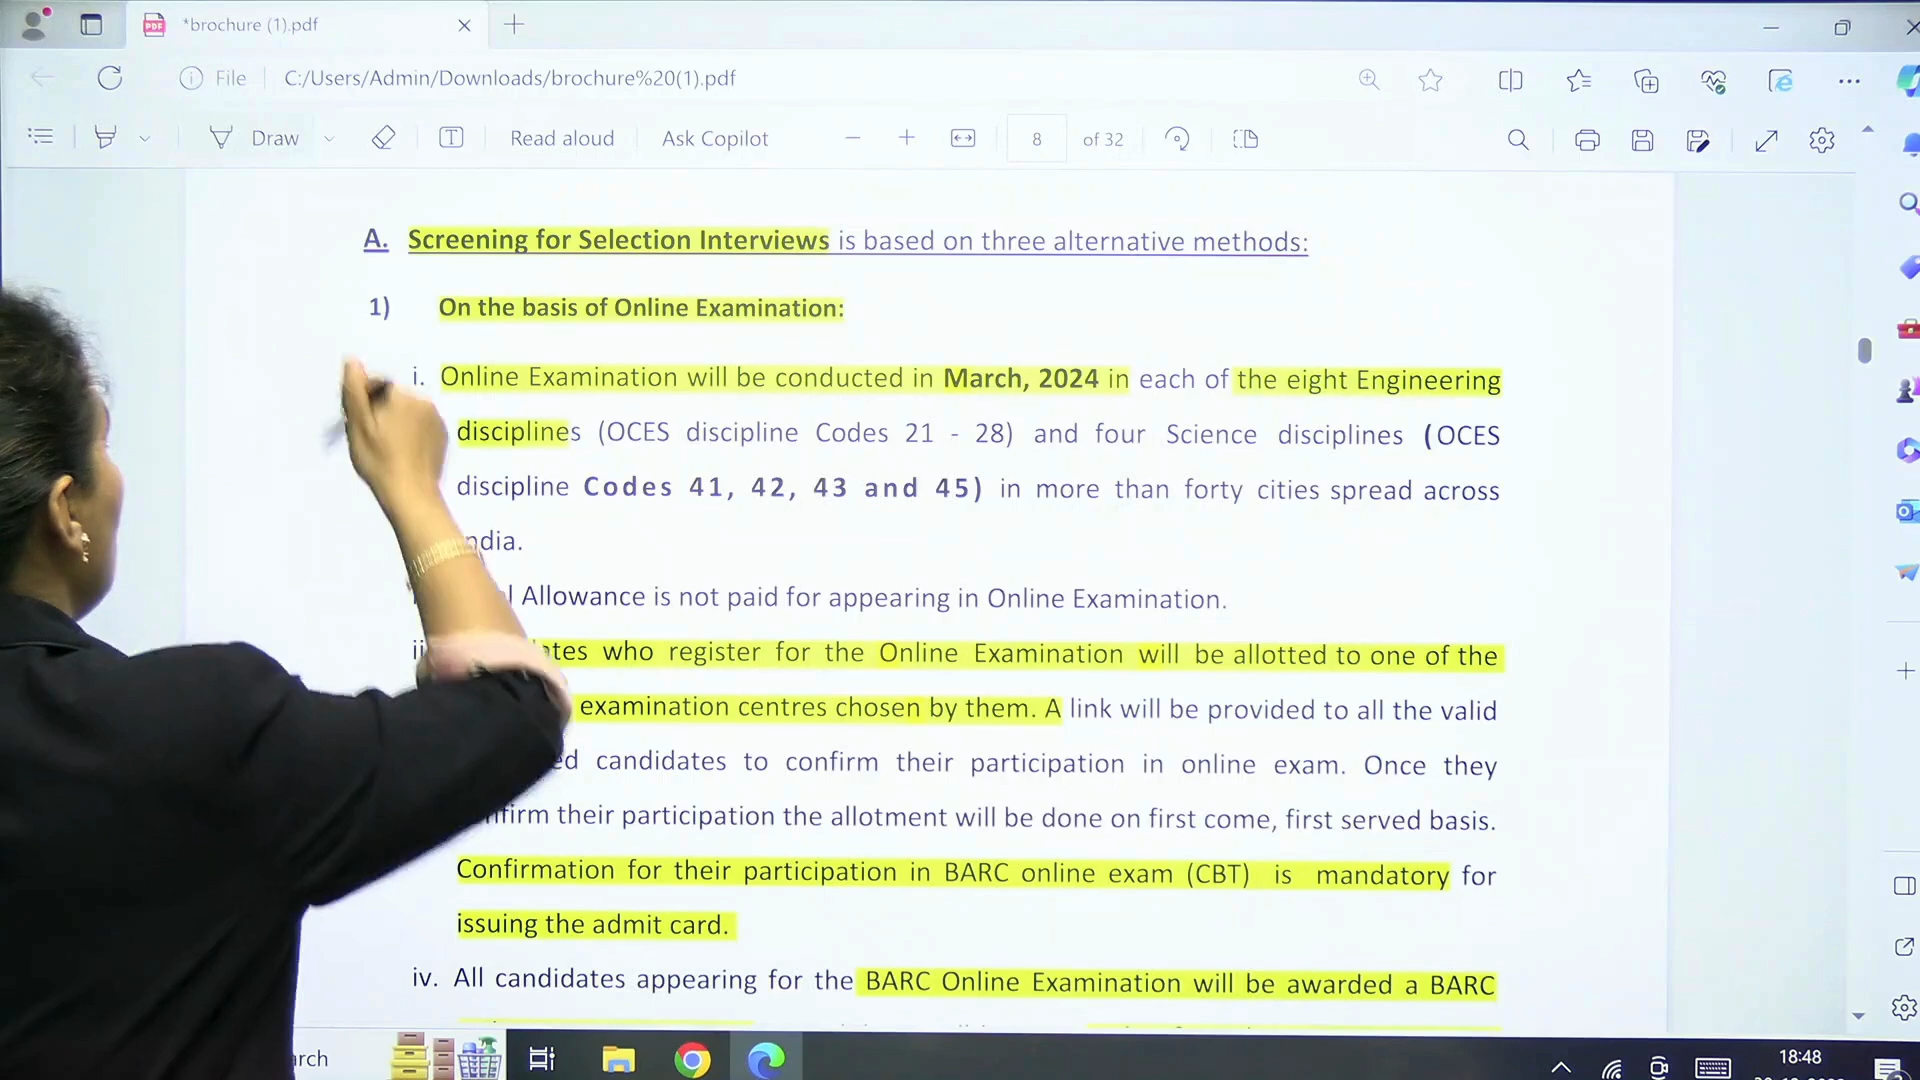 *brochure (1).pdf
File C:/Users/Admin/Downloads/brochure%20(1).pdf
Draw Read aloud Ask Copilot 8 of 32
A. Screening for Selection Interviews is based on three alternative methods:
1) On the basis of Online Examination:
i. Online Examination will be conducted in March, 2024 in each of the eight Engineering
disciplines (OCES discipline Codes 21 - 28) and four Science disciplines (OCES
discipline Codes 41, 42, 43 and 45) in more than forty cities spread across
ndia.
Allowance is not paid for appearing in Online Examination.
tes who register for the Online Examination will be allotted to one of the
examination centres chosen by them. A link will be provided to all the valid
ed candidates to confirm their participation in online exam. Once they
nfirm their participation the allotment will be done on first come, first served basis.
Confirmation for their participation in BARC online exam (CBT) is mandatory for
issuing the admit card.
iv. All candidates appearing for the BARC Online Examination will be awarded a BARC
arch
18:48